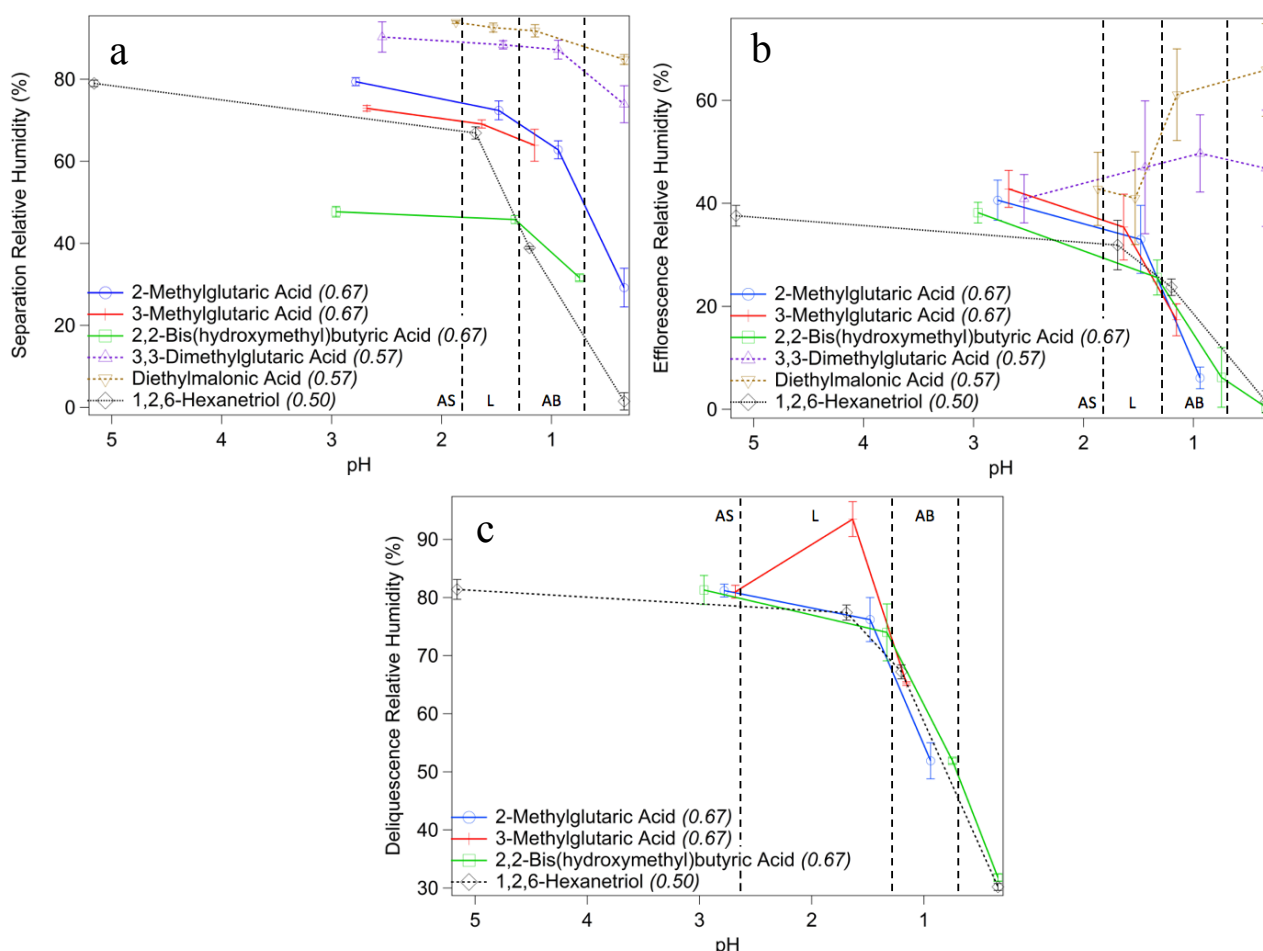 a
Separation Relative Humidity (%)
80
60
40
20
0
2-Methylglutaric Acid (0.67)
3-Methylglutaric Acid (0.67)
2,2-Bis(hydroxymethyl)butyric Acid (0.67)
3,3-Dimethylglutaric Acid (0.57)
Diethylmalonic Acid (0.57)
1,2,6-Hexanetriol (0.50)
AS L AB
5 4 3 2 1
pH
b
Efflorescence Relative Humidity (%)
60
40
20
0
2-Methylglutaric Acid (0.67)
3-Methylglutaric Acid (0.67)
2,2-Bis(hydroxymethyl)butyric Acid (0.67)
3,3-Dimethylglutaric Acid (0.57)
Diethylmalonic Acid (0.57)
1,2,6-Hexanetriol (0.50)
AS L AB
5 4 3 2 1
pH
c
AS L AB
Deliquescence Relative Humidity (%)
90
80
70
60
50
40
30
2-Methylglutaric Acid (0.67)
3-Methylglutaric Acid (0.67)
2,2-Bis(hydroxymethyl)butyric Acid (0.67)
1,2,6-Hexanetriol (0.50)
5 4 3 2 1
pH